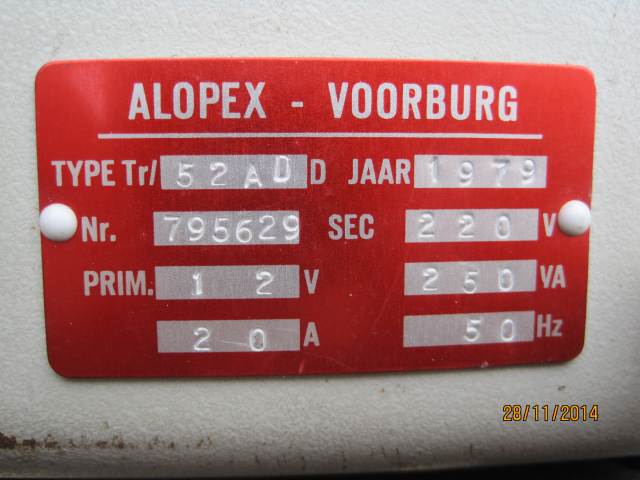 ALOPEX - VOORBURG
TYPE Tr/ 52AD D JAAR 1979
Nr. 795629 SEC 220 V
PRIM. 12 V 250 VA
20 A 50 Hz
28/11/2014